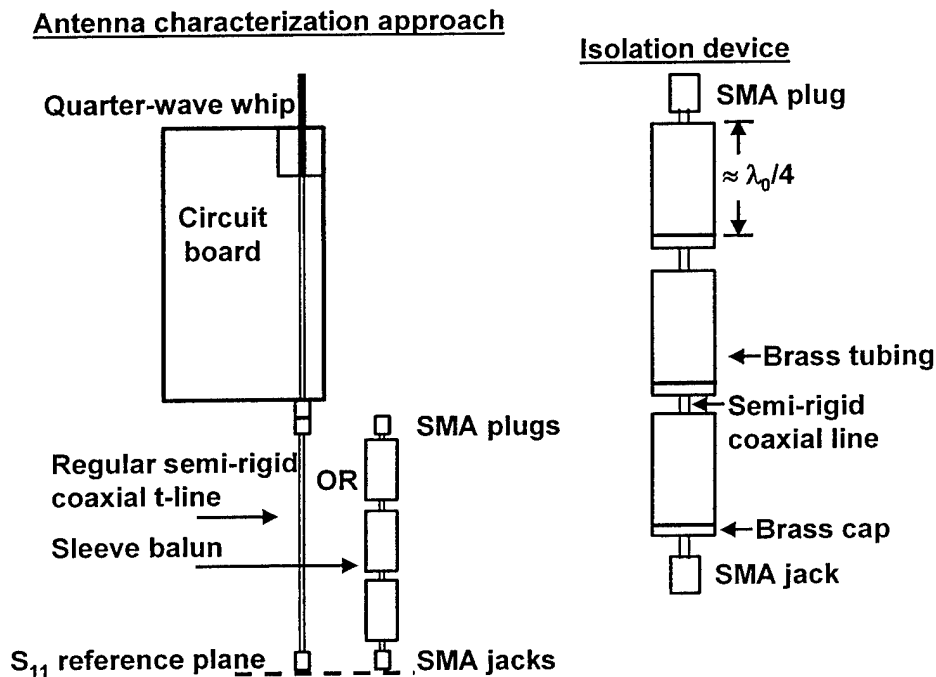 Antenna characterization approach
Quarter-wave whip
Circuit
board
SMA plugs
Regular semi-rigid
coaxial t-line
OR
Sleeve balun
S₁₁ reference plane
SMA jacks
Isolation device
SMA plug
≈ λ₀/4
Brass tubing
Semi-rigid
coaxial line
Brass cap
SMA jack